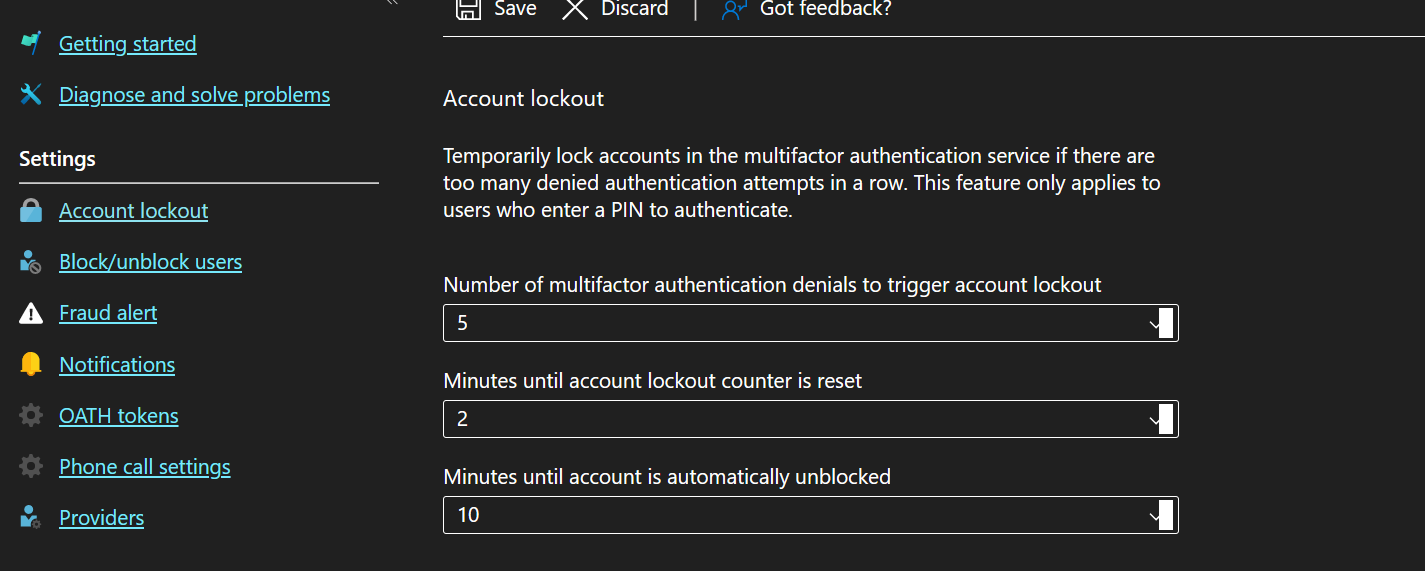 Save Discard Got feedback?
Getting started
Diagnose and solve problems
Settings
Account lockout
Block/unblock users
Fraud alert
Notifications
OATH tokens
Phone call settings
Providers
Account lockout
Temporarily lock accounts in the multifactor authentication service if there are
too many denied authentication attempts in a row. This feature only applies to
users who enter a PIN to authenticate.
Number of multifactor authentication denials to trigger account lockout
5
Minutes until account lockout counter is reset
2
Minutes until account is automatically unblocked
10